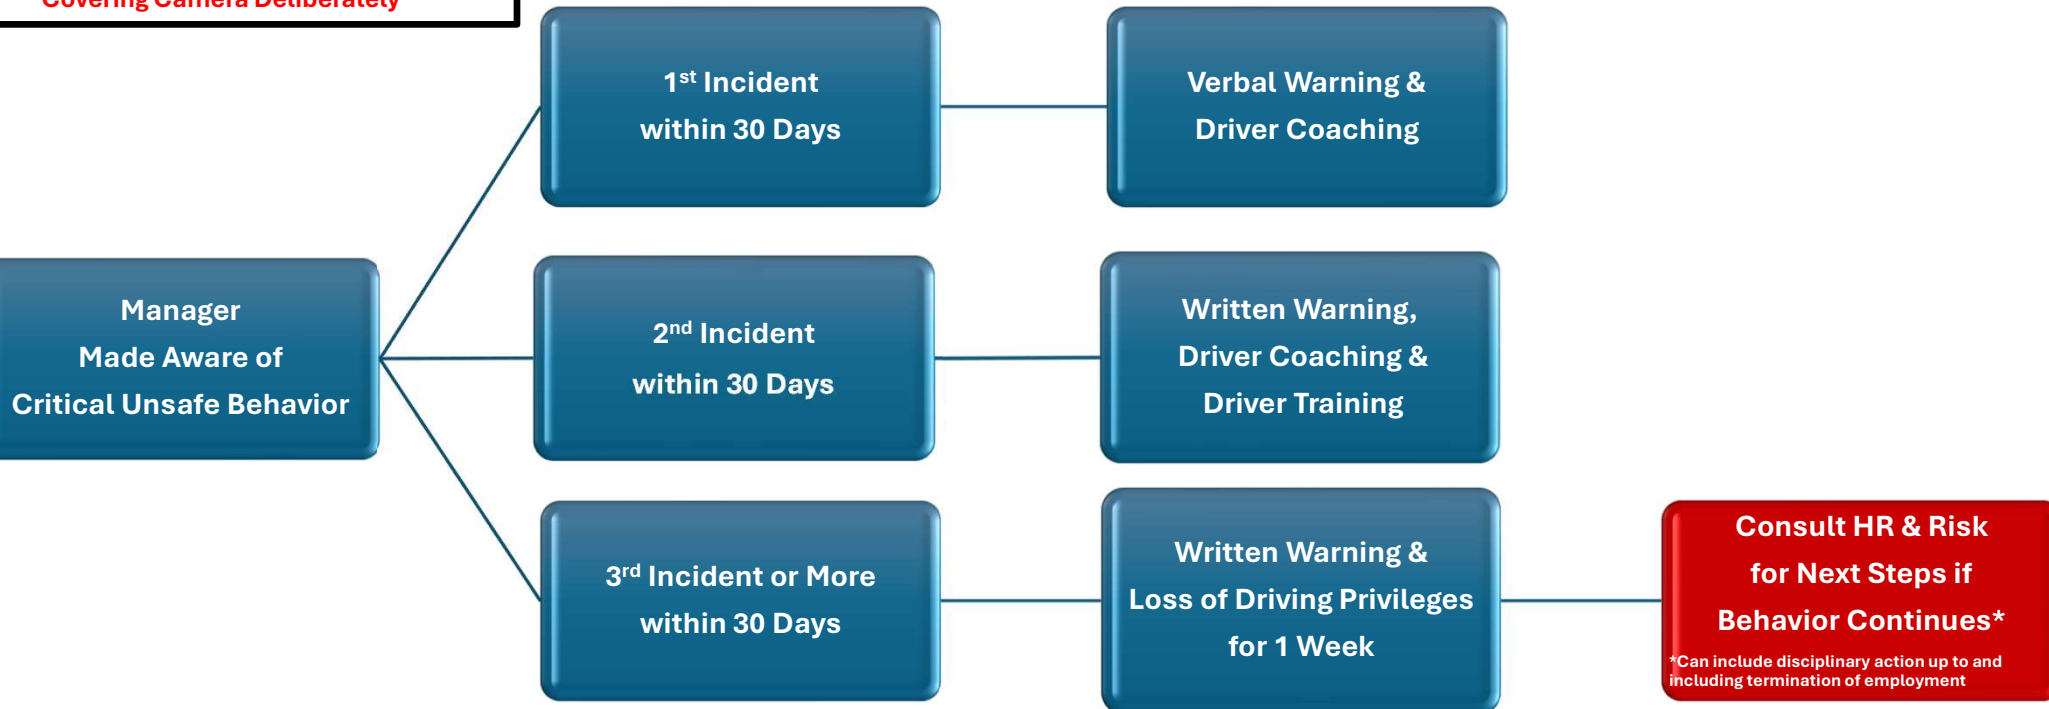 Covering Camera Deliberately
1st Incident
within 30 Days
Verbal Warning &
Driver Coaching
Manager
Made Aware of
Critical Unsafe Behavior
2nd Incident
within 30 Days
Written Warning,
Driver Coaching &
Driver Training
3rd Incident or More
within 30 Days
Written Warning &
Loss of Driving Privileges
for 1 Week
Consult HR & Risk
for Next Steps if
Behavior Continues*
*Can include disciplinary action up to and
including termination of employment